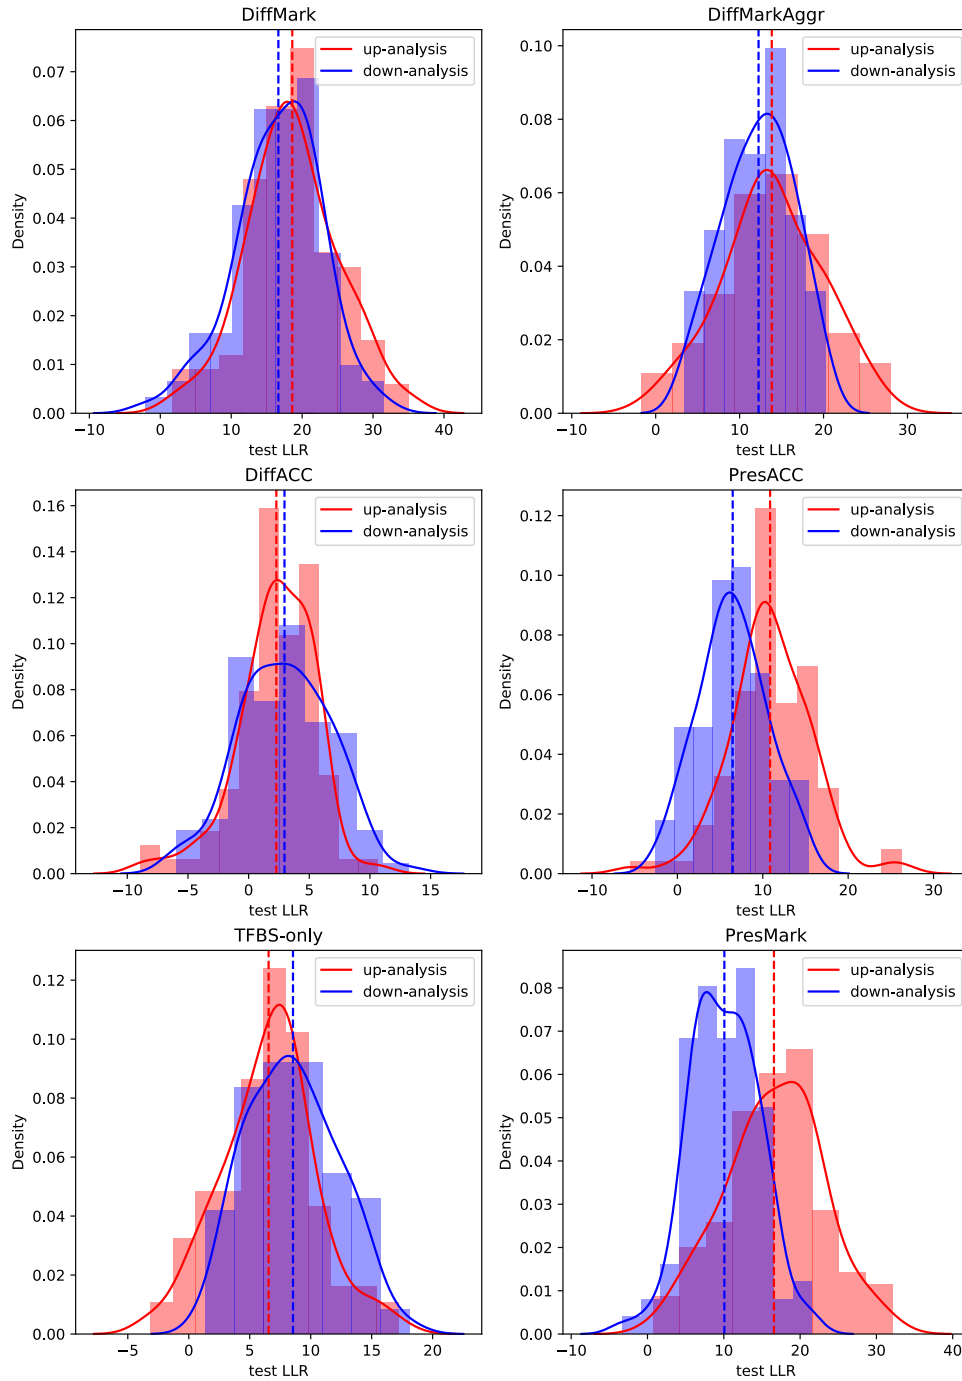 DiffMark
up-analysis
down-analysis
Density
0.07
0.06
0.05
0.04
0.03
0.02
0.01
0.00
−10 0 10 20 30 40
test LLR
DiffMarkAggr
up-analysis
down-analysis
Density
0.10
0.08
0.06
0.04
0.02
0.00
−10 0 10 20 30
test LLR
DiffACC
up-analysis
down-analysis
Density
0.16
0.14
0.12
0.10
0.08
0.06
0.04
0.02
0.00
−10 −5 0 5 10 15
test LLR
PresACC
up-analysis
down-analysis
Density
0.12
0.10
0.08
0.06
0.04
0.02
0.00
−10 0 10 20 30
test LLR
TFBS-only
up-analysis
down-analysis
Density
0.12
0.10
0.08
0.06
0.04
0.02
0.00
−5 0 5 10 15 20
test LLR
PresMark
up-analysis
down-analysis
Density
0.08
0.07
0.06
0.05
0.04
0.03
0.02
0.01
0.00
−10 0 10 20 30 40
test LLR